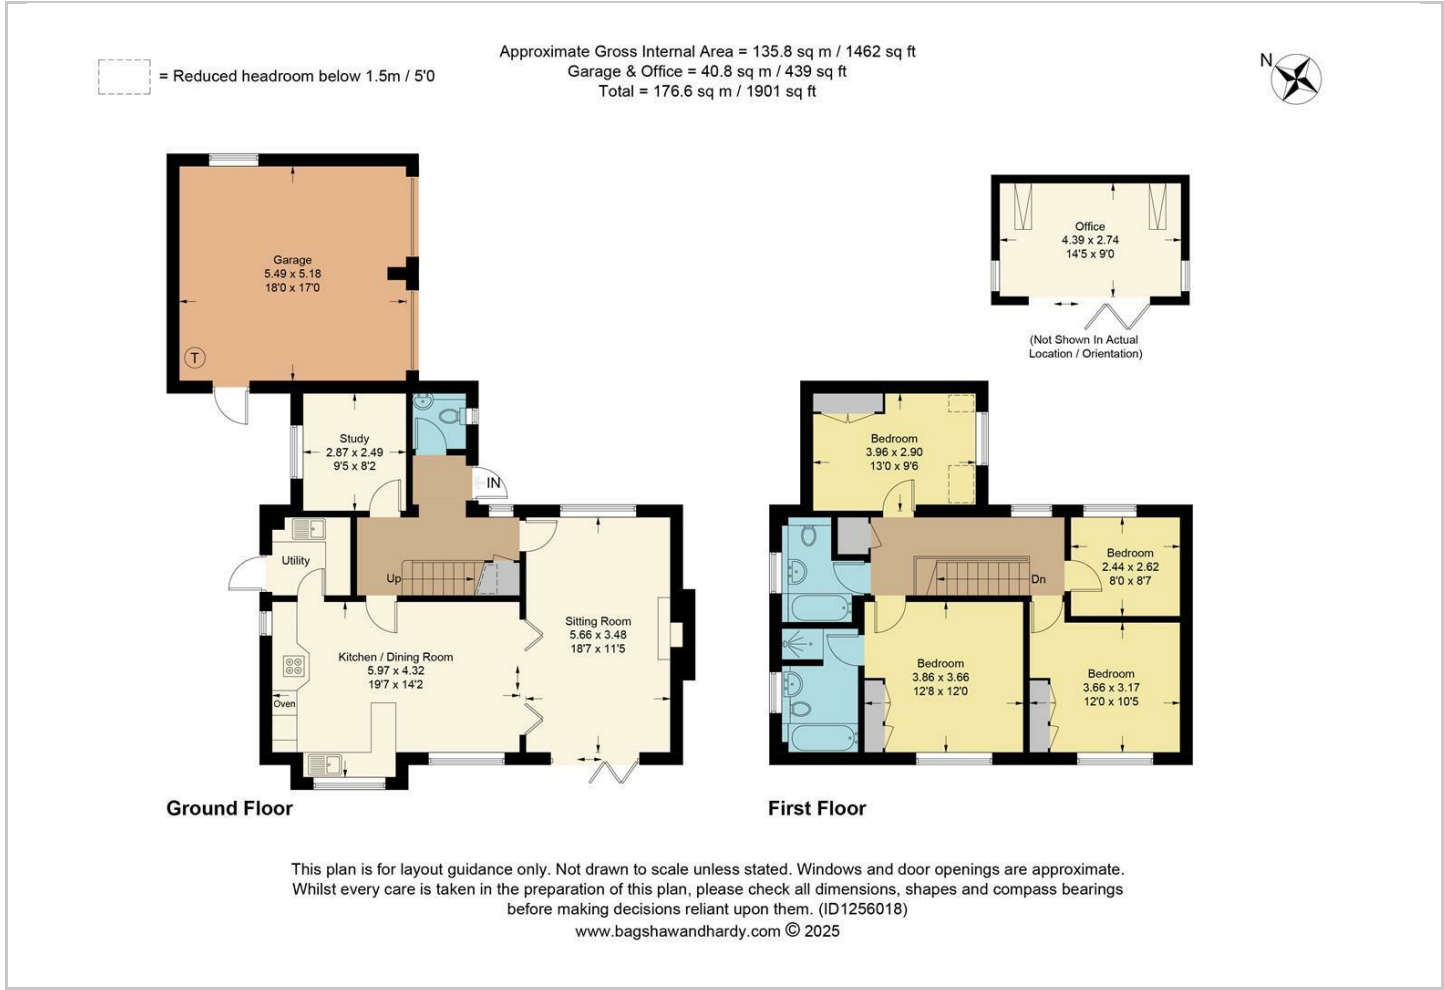 Approximate Gross Internal Area = 135.8 sq m / 1462 sq ft
Garage & Office = 40.8 sq m / 439 sq ft
Total = 176.6 sq m / 1901 sq ft
= Reduced headroom below 1.5m / 5'0
N
Garage
5.49 x 5.18
18'0 x 17'0
T
Office
4.39 x 2.74
14'5 x 9'0
(Not Shown In Actual
Location / Orientation)
Study
2.87 x 2.49
9'5 x 8'2
IN
Utility
Up
Sitting Room
5.66 x 3.48
18'7 x 11'5
Kitchen / Dining Room
5.97 x 4.32
19'7 x 14'2
Oven
Ground Floor
Bedroom
3.96 x 2.90
13'0 x 9'6
Bedroom
2.44 x 2.62
8'0 x 8'7
Dn
Bedroom
3.86 x 3.66
12'8 x 12'0
Bedroom
3.66 x 3.17
12'0 x 10'5
First Floor
This plan is for layout guidance only. Not drawn to scale unless stated. Windows and door openings are approximate.
Whilst every care is taken in the preparation of this plan, please check all dimensions, shapes and compass bearings
before making decisions reliant upon them. (ID1256018)
www.bagshawandhardy.com © 2025